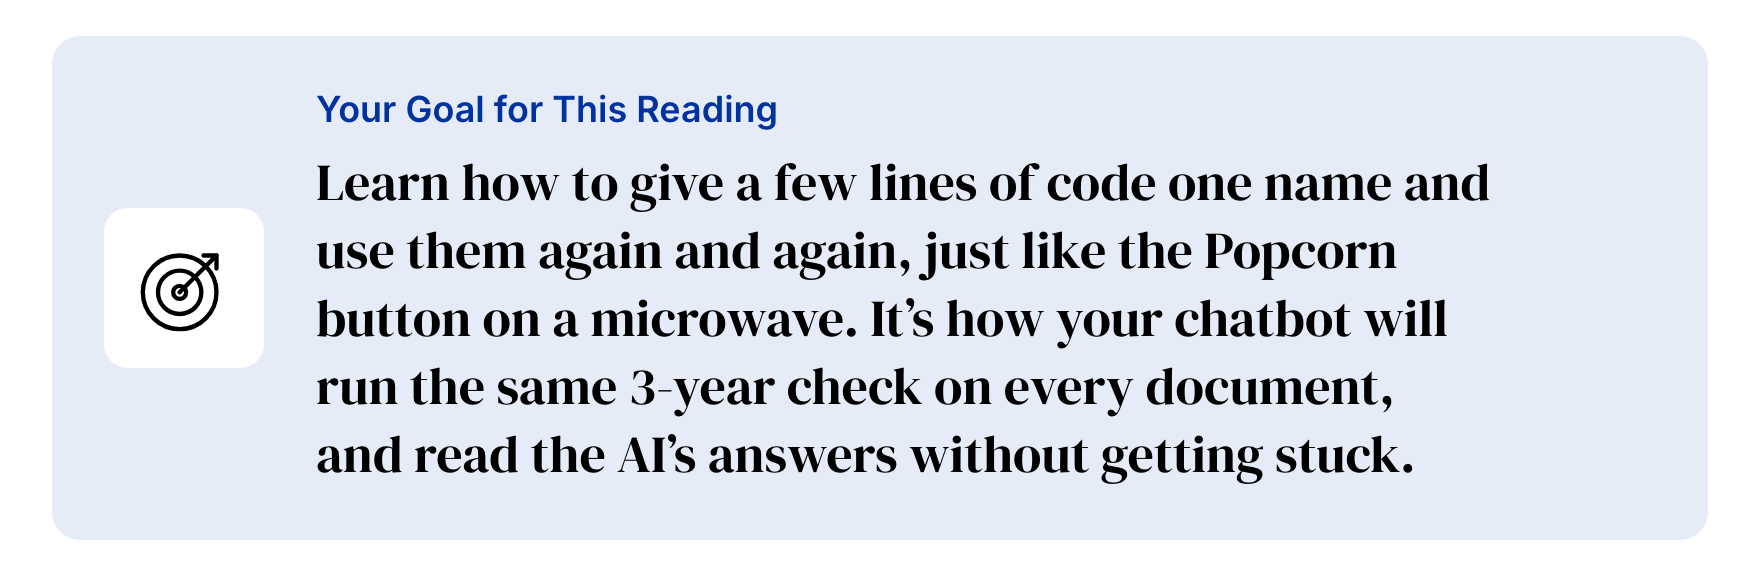 Your Goal for This Reading
Learn how to give a few lines of code one name and
use them again and again, just like the Popcorn
button on a microwave. It’s how your chatbot will
run the same 3-year check on every document,
and read the AI’s answers without getting stuck.